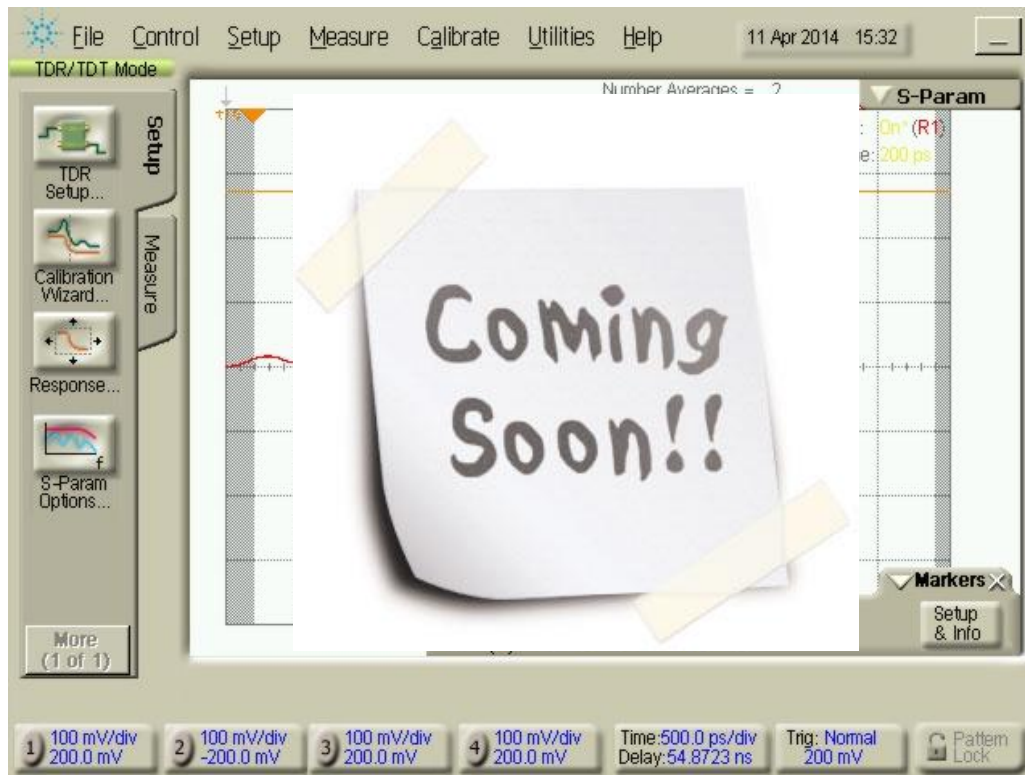 File Control Setup Measure Calibrate Utilities Help 11 Apr 2014 15:32
TDR/TDT Mode
Setup
Measure
TDR
Setup...
Calibration
Wizard...
Response...
S-Param
Options...
f
More
(1 of 1)
Number Averages = 2
S-Param
: On* (R1)
e: 200 ps
Coming
Soon!!
Markers
Setup
& Info
1 100 mV/div
200.0 mV
2 100 mV/div
-200.0 mV
3 100 mV/div
200.0 mV
4 100 mV/div
200.0 mV
Time:500.0 ps/div
Delay:54.8723 ns
Trig: Normal
200 mV
Pattern
Lock